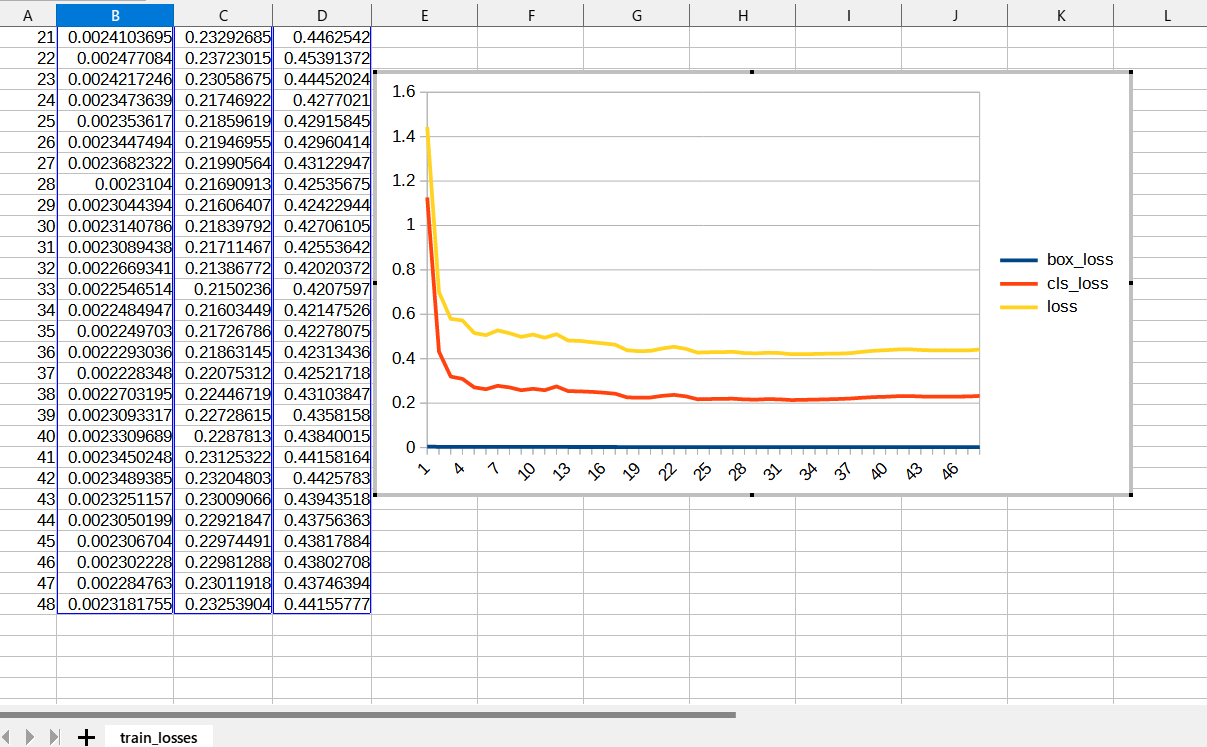 A B C D E F G H I J K L
21 0.0024103695 0.23292685 0.4462542
22 0.002477084 0.23723015 0.45391372
23 0.0024217246 0.23058675 0.44452024
24 0.0023473639 0.21746922 0.4277021
25 0.002353617 0.21859619 0.42915845
26 0.0023447494 0.21946955 0.42960414
27 0.0023682322 0.21990564 0.43122947
28 0.0023104 0.21690913 0.42535675
29 0.0023044394 0.21606407 0.42422944
30 0.0023140786 0.21839792 0.42706105
31 0.0023089438 0.21711467 0.42553642
32 0.0022669341 0.21386772 0.42020372
33 0.0022546514 0.2150236 0.4207597
34 0.0022484947 0.21603449 0.42147526
35 0.002249703 0.21726786 0.42278075
36 0.0022293036 0.21863145 0.42313436
37 0.002228348 0.22075312 0.42521718
38 0.0022703195 0.22446719 0.43103847
39 0.0023093317 0.22728615 0.4358158
40 0.0023309689 0.2287813 0.43840015
41 0.0023450248 0.23125322 0.44158164
42 0.0023489385 0.23204803 0.4425783
43 0.0023251157 0.23009066 0.43943518
44 0.0023050199 0.22921847 0.43756363
45 0.002306704 0.22974491 0.43817884
46 0.002302228 0.22981288 0.43802708
47 0.002284763 0.23011918 0.43746394
48 0.0023181755 0.23253904 0.44155777
1.6
1.4
1.2
1
0.8
0.6
0.4
0.2
0
1 4 7 10 13 16 19 22 25 28 31 34 37 40 43 46
box_loss
cls_loss
loss
train_losses